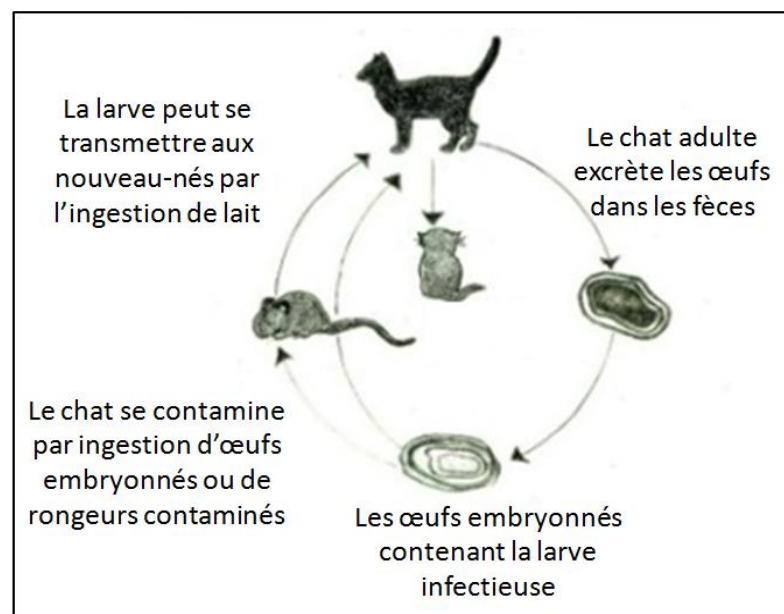 La larve peut se
transmettre aux
nouveau-nés par
l'ingestion de lait
Le chat adulte
excrète les œufs
dans les fèces
Le chat se contamine
par ingestion d'œufs
embryonnés ou de
rongeurs contaminés
Les œufs embryonnés
contenant la larve
infectieuse